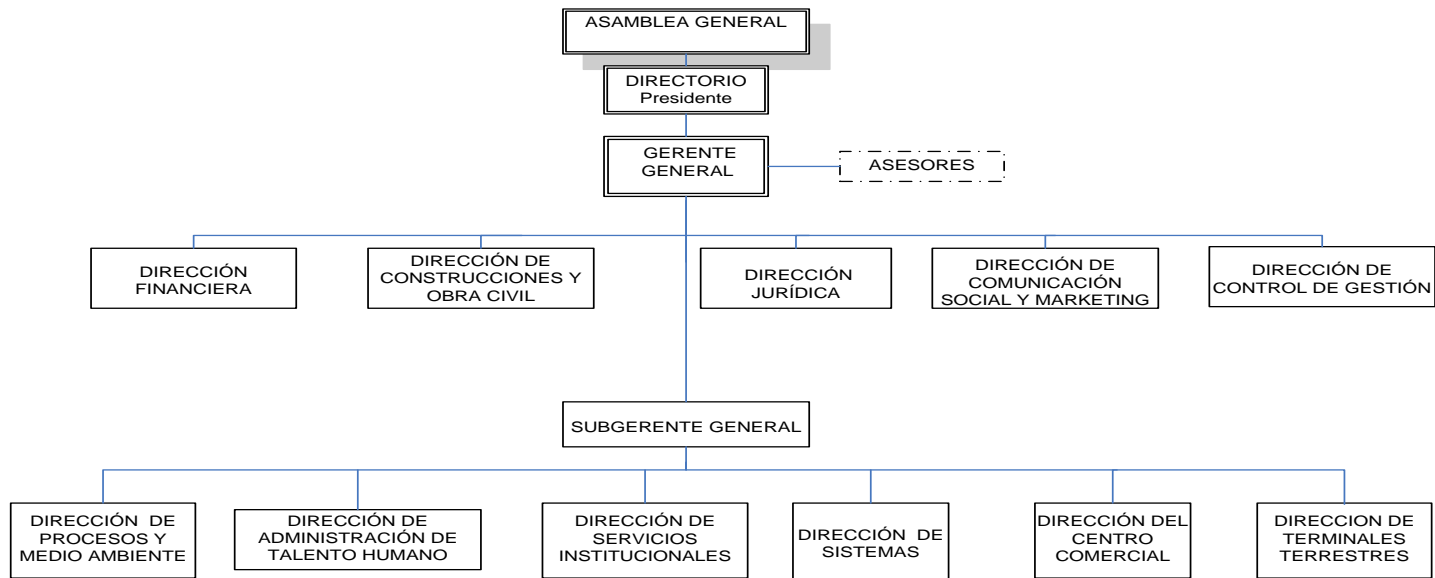 ASAMBLEA GENERAL
DIRECTORIO
Presidente
GERENTE
GENERAL
ASESORES
DIRECCIÓN
FINANCIERA
DIRECCIÓN DE
CONSTRUCCIONES Y
OBRA CIVIL
DIRECCIÓN
JURÍDICA
DIRECCIÓN DE
COMUNICACIÓN
SOCIAL Y MARKETING
DIRECCIÓN DE
CONTROL DE GESTIÓN
SUBGERENTE GENERAL
DIRECCIÓN DE
PROCESOS Y
MEDIO AMBIENTE
DIRECCIÓN DE
ADMINISTRACIÓN DE
TALENTO HUMANO
DIRECCIÓN DE
SERVICIOS
INSTITUCIONALES
DIRECCIÓN DE
SISTEMAS
DIRECCIÓN DEL
CENTRO
COMERCIAL
DIRECCION DE
TERMINALES
TERRESTRES